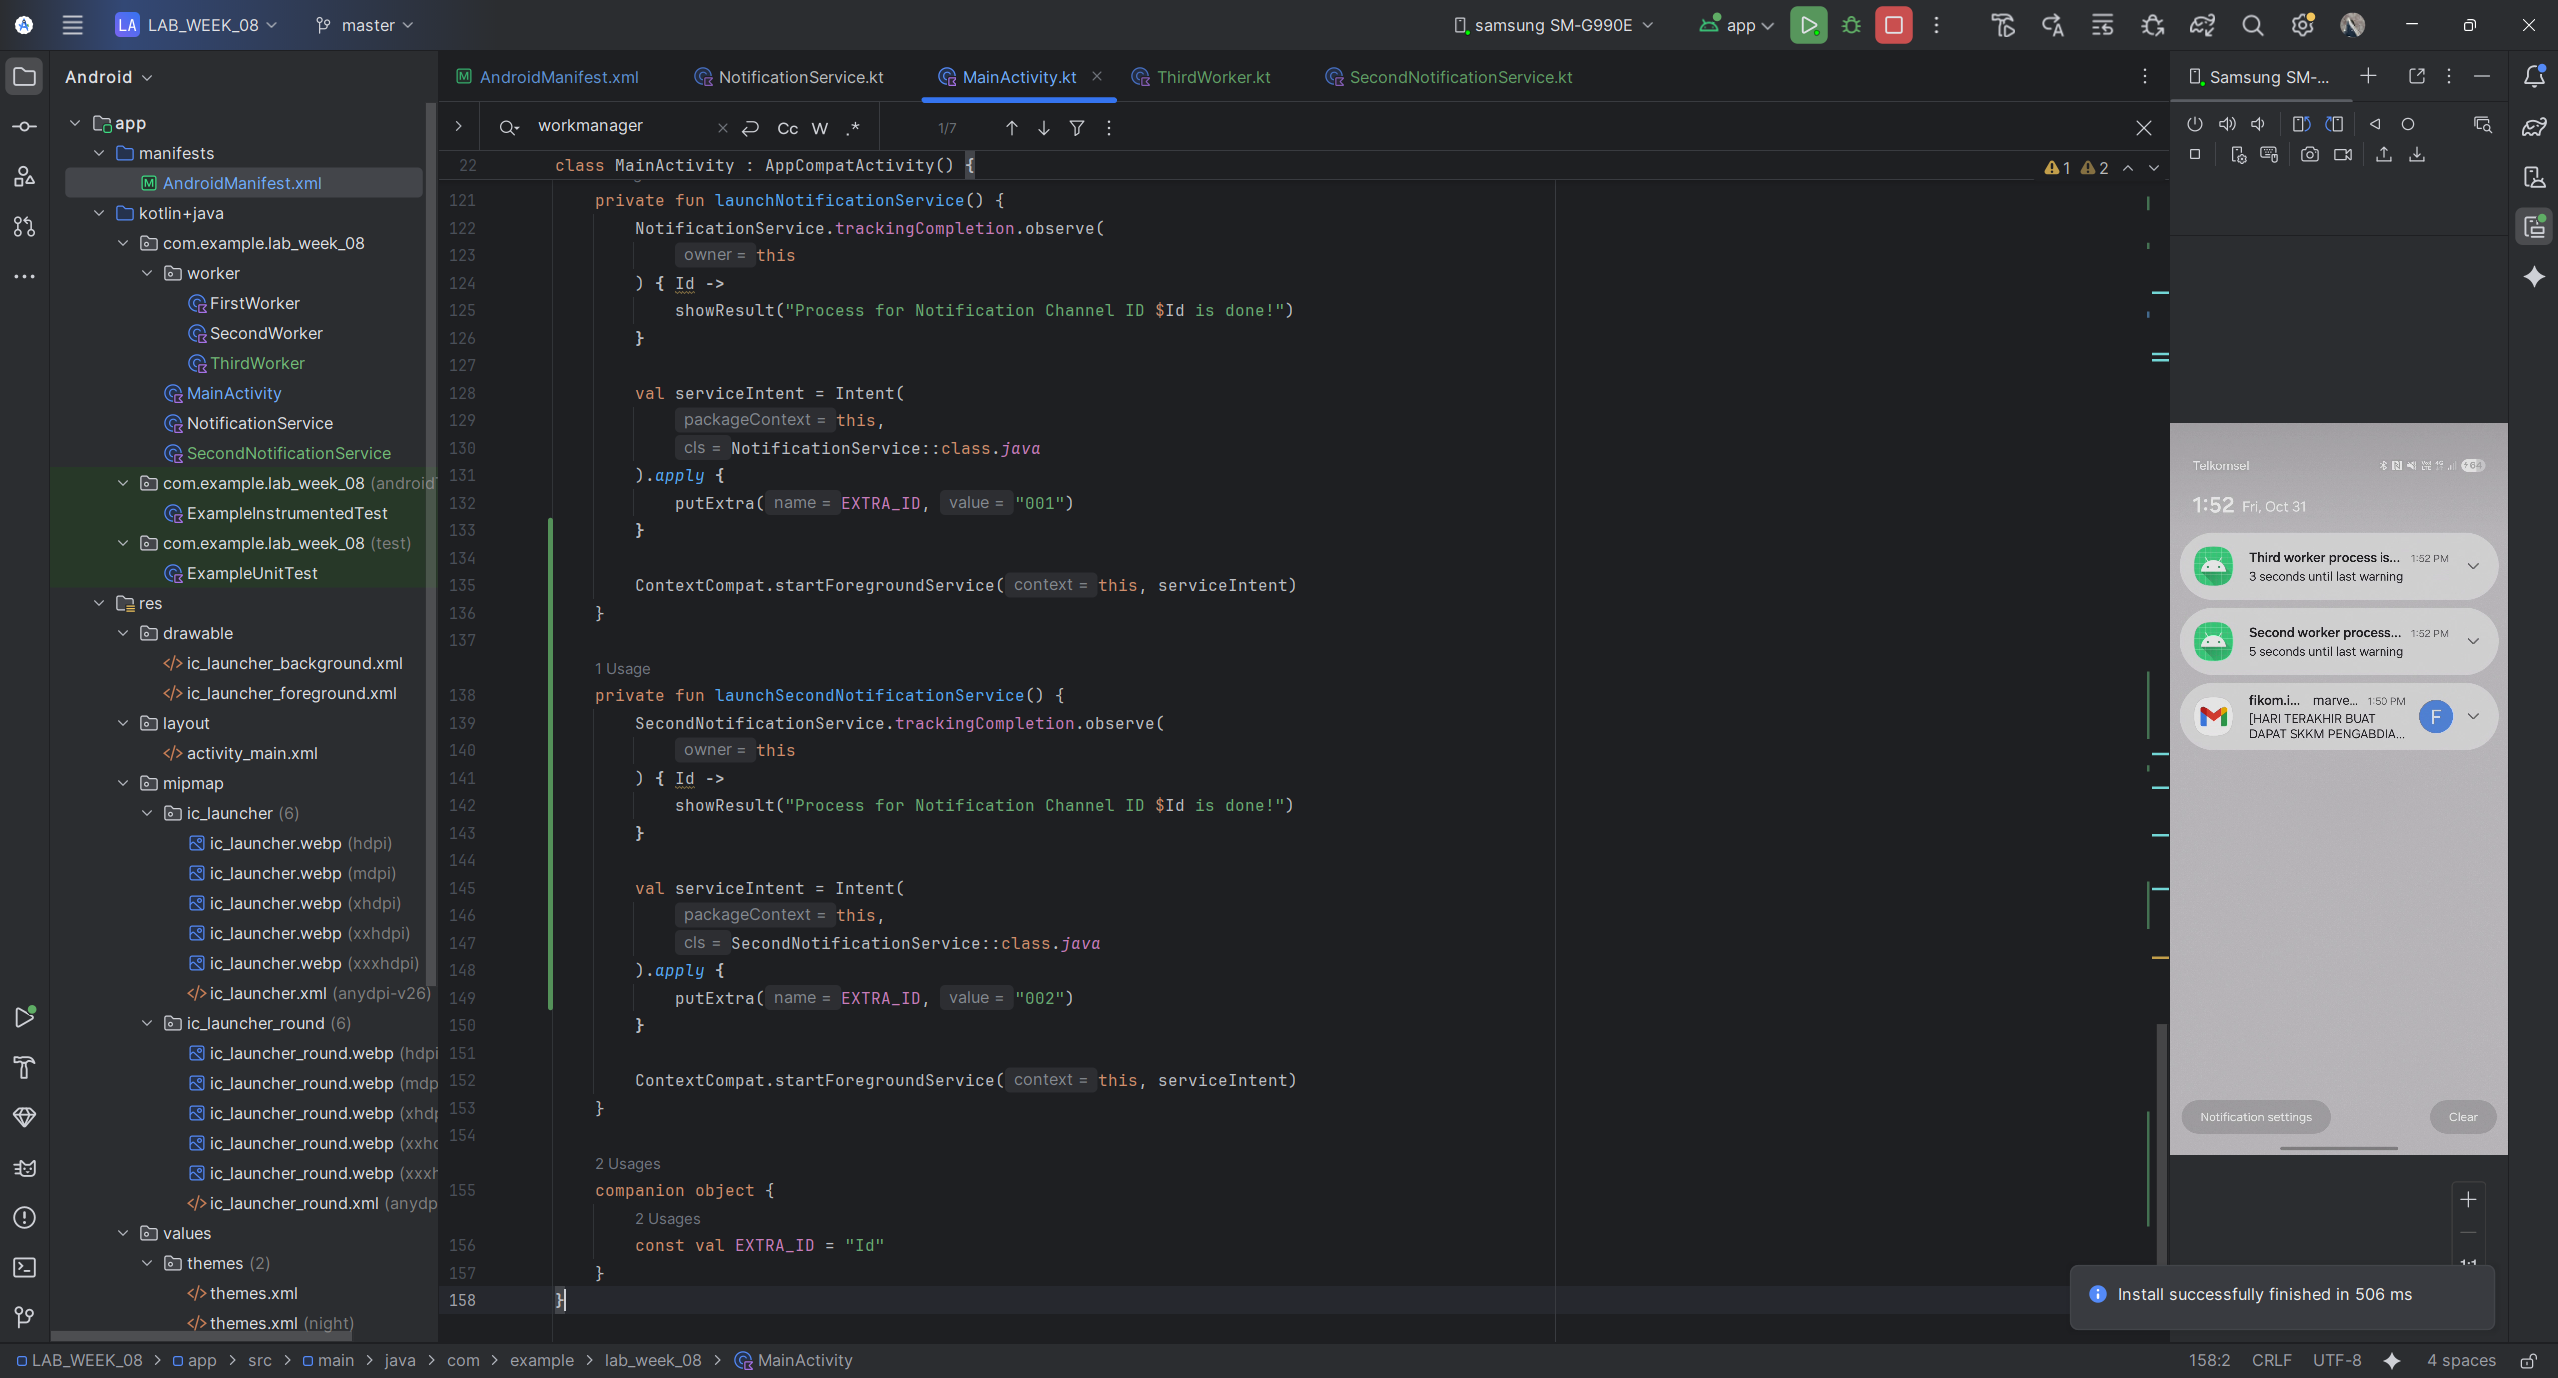 LA LAB_WEEK_08 master samsung SM-G990E app
Android
app
manifests
AndroidManifest.xml
kotlin+java
com.example.lab_week_08
worker
FirstWorker
SecondWorker
ThirdWorker
MainActivity
NotificationService
SecondNotificationService
com.example.lab_week_08 (android
ExampleInstrumentedTest
com.example.lab_week_08 (test)
ExampleUnitTest
res
drawable
ic_launcher_background.xml
ic_launcher_foreground.xml
layout
activity_main.xml
mipmap
ic_launcher (6)
ic_launcher.webp (hdpi)
ic_launcher.webp (mdpi)
ic_launcher.webp (xhdpi)
ic_launcher.webp (xxhdpi)
ic_launcher.webp (xxxhdpi)
ic_launcher.xml (anydpi-v26)
ic_launcher_round (6)
ic_launcher_round.webp (hdpi
ic_launcher_round.webp (mdp
ic_launcher_round.webp (xhdp
ic_launcher_round.webp (xxhd
ic_launcher_round.webp (xxxh
ic_launcher_round.xml (anydp
values
themes (2)
themes.xml
themes.xml (night)
AndroidManifest.xml NotificationService.kt MainActivity.kt ThirdWorker.kt SecondNotificationService.kt
workmanager Cc W .* 1/7
22 class MainActivity : AppCompatActivity() {
1 2
121 private fun launchNotificationService() {
122 NotificationService.trackingCompletion.observe(
123 owner = this
124 ) { Id ->
125 showResult("Process for Notification Channel ID $Id is done!")
126 }
127
128 val serviceIntent = Intent(
129 packageContext = this,
130 cls = NotificationService::class.java
131 ).apply {
132 putExtra( name = EXTRA_ID, value = "001")
133 }
134
135 ContextCompat.startForegroundService( context = this, serviceIntent)
136 }
137
1 Usage
138 private fun launchSecondNotificationService() {
139 SecondNotificationService.trackingCompletion.observe(
140 owner = this
141 ) { Id ->
142 showResult("Process for Notification Channel ID $Id is done!")
143 }
144
145 val serviceIntent = Intent(
146 packageContext = this,
147 cls = SecondNotificationService::class.java
148 ).apply {
149 putExtra( name = EXTRA_ID, value = "002")
150 }
151
152 ContextCompat.startForegroundService( context = this, serviceIntent)
153 }
154
2 Usages
155 companion object {
2 Usages
156 const val EXTRA_ID = "Id"
157 }
158 }
Samsung SM-...
Telkomsel 64
1:52 Fri, Oct 31
Third worker process is... 1:52 PM
3 seconds until last warning
Second worker process... 1:52 PM
5 seconds until last warning
fikom.i... marve... 1:50 PM
[HARI TERAKHIR BUAT
DAPAT SKKM PENGABDIA...
F
Notification settings Clear
1:1
Install successfully finished in 506 ms
LAB_WEEK_08 > app > src > main > java > com > example > lab_week_08 > MainActivity
158:2 CRLF UTF-8 4 spaces